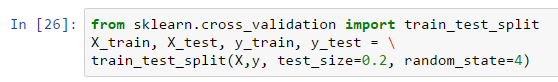 In [26]: from sklearn.cross_validation import train_test_split
X_train, X_test, y_train, y_test = \
train_test_split(X,y, test_size=0.2, random_state=4)